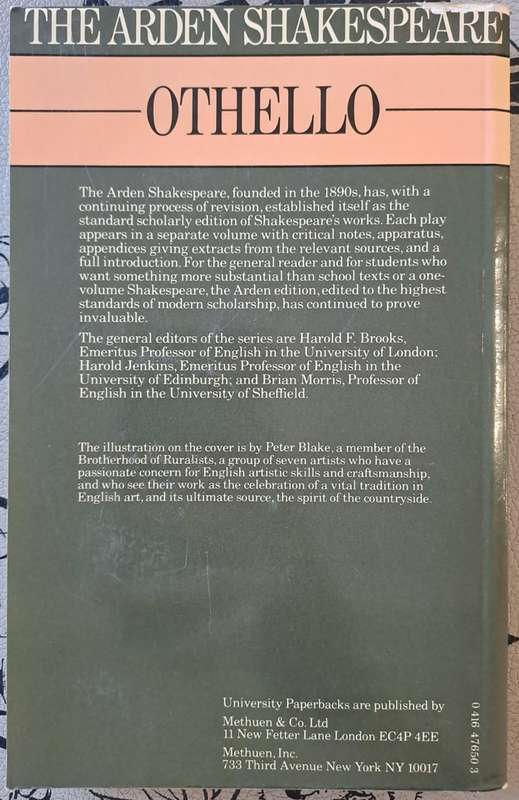 THE ARDEN SHAKESPEARE
OTHELLO
The Arden Shakespeare, founded in the 1890s, has, with a
continuing process of revision, established itself as the
standard scholarly edition of Shakespeare's works. Each play
appears in a separate volume with critical notes, apparatus,
appendices giving extracts from the relevant sources, and a
full introduction. For the general reader and for students who
want something more substantial than school texts or a one-
volume Shakespeare, the Arden edition, edited to the highest
standards of modern scholarship, has continued to prove
invaluable.
The general editors of the series are Harold F. Brooks,
Emeritus Professor of English in the University of London;
Harold Jenkins, Emeritus Professor of English in the
University of Edinburgh; and Brian Morris, Professor of
English in the University of Sheffield.
The illustration on the cover is by Peter Blake, a member of the
Brotherhood of Ruralists, a group of seven artists who have a
passionate concern for English artistic skills and craftsmanship,
and who see their work as the celebration of a vital tradition in
English art, and its ultimate source, the spirit of the countryside.
University Paperbacks are published by
Methuen & Co. Ltd
11 New Fetter Lane London EC4P 4EE
Methuen, Inc.
733 Third Avenue New York NY 10017
0 416 47650 3